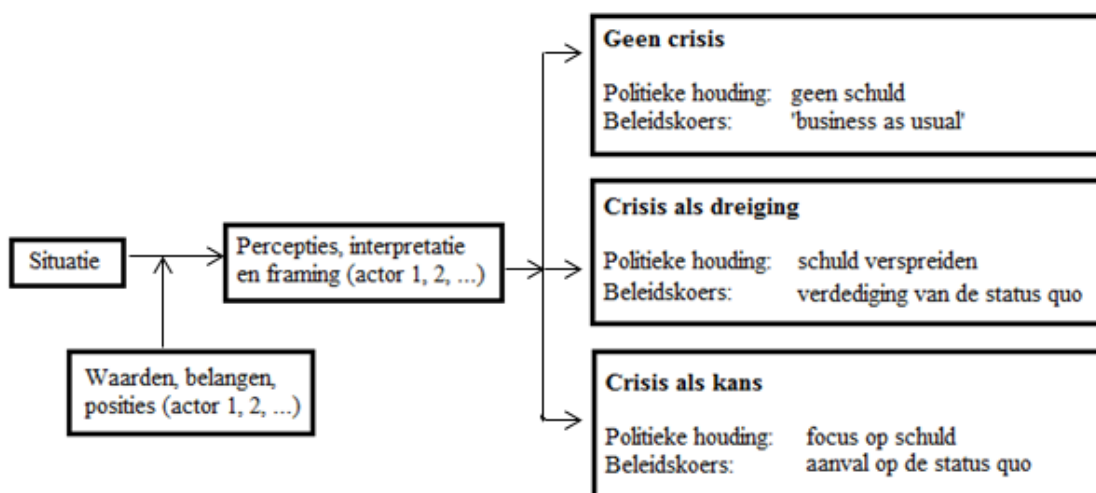 Situatie
Waarden, belangen,
posities (actor 1, 2, ...)
Percepties, interpretatie
en framing (actor 1, 2, ...)
Geen crisis
Politieke houding: geen schuld
Beleidskoers: 'business as usual'
Crisis als dreiging
Politieke houding: schuld verspreiden
Beleidskoers: verdediging van de status quo
Crisis als kans
Politieke houding: focus op schuld
Beleidskoers: aanval op de status quo